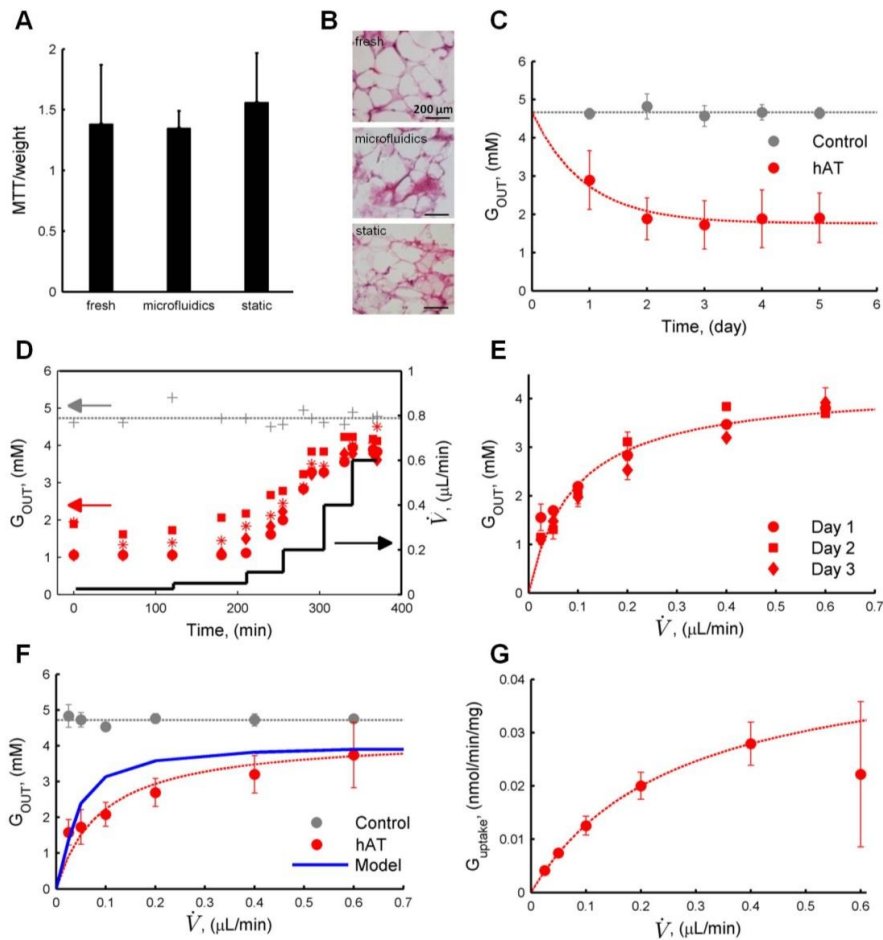 A
MTT/weight
2
1.5
1
0.5
0
fresh
microfluidics
static
B
fresh
200 μm
microfluidics
static
C
G_OUT, (mM)
6
5
4
3
2
1
0
Control
hAT
0 1 2 3 4 5 6
Time, (day)
D
G_OUT, (mM)
6
5
4
3
2
1
0
1
0.8
0.6
0.4
0.2
0
V̇, (μL/min)
0 100 200 300 400
Time, (min)
E
G_OUT, (mM)
4
3
2
1
0
Day 1
Day 2
Day 3
0 0.1 0.2 0.3 0.4 0.5 0.6 0.7
V̇, (μL/min)
F
G_OUT, (mM)
6
5
4
3
2
1
0
Control
hAT
Model
0 0.1 0.2 0.3 0.4 0.5 0.6 0.7
V̇, (μL/min)
G
G_uptake, (nmol/min/mg)
0.04
0.03
0.02
0.01
0
0 0.1 0.2 0.3 0.4 0.5 0.6
V̇, (μL/min)